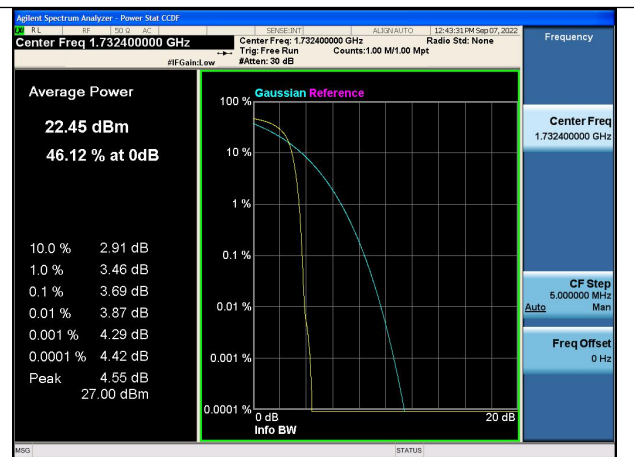 Agilent Spectrum Analyzer - Power Stat CCDF
RL RF 50 Ω AC SENSE:INT ALIGN AUTO 12:43:31 PM Sep 07, 2022
Center Freq 1.732400000 GHz
Center Freq: 1.732400000 GHz Radio Std: None
Trig: Free Run Counts:1.00 M/1.00 Mpt
#IFGain:Low #Atten: 30 dB
Frequency
Average Power
22.45 dBm
46.12 % at 0dB
10.0 % 2.91 dB
1.0 % 3.46 dB
0.1 % 3.69 dB
0.01 % 3.87 dB
0.001 % 4.29 dB
0.0001 % 4.42 dB
Peak 4.55 dB
27.00 dBm
Gaussian Reference
100 %
10 %
1 %
0.1 %
0.01 %
0.001 %
0.0001 %
0 dB 20 dB
Info BW
Center Freq
1.732400000 GHz
CF Step
5.000000 MHz
Auto Man
Freq Offset
0 Hz
MSG STATUS